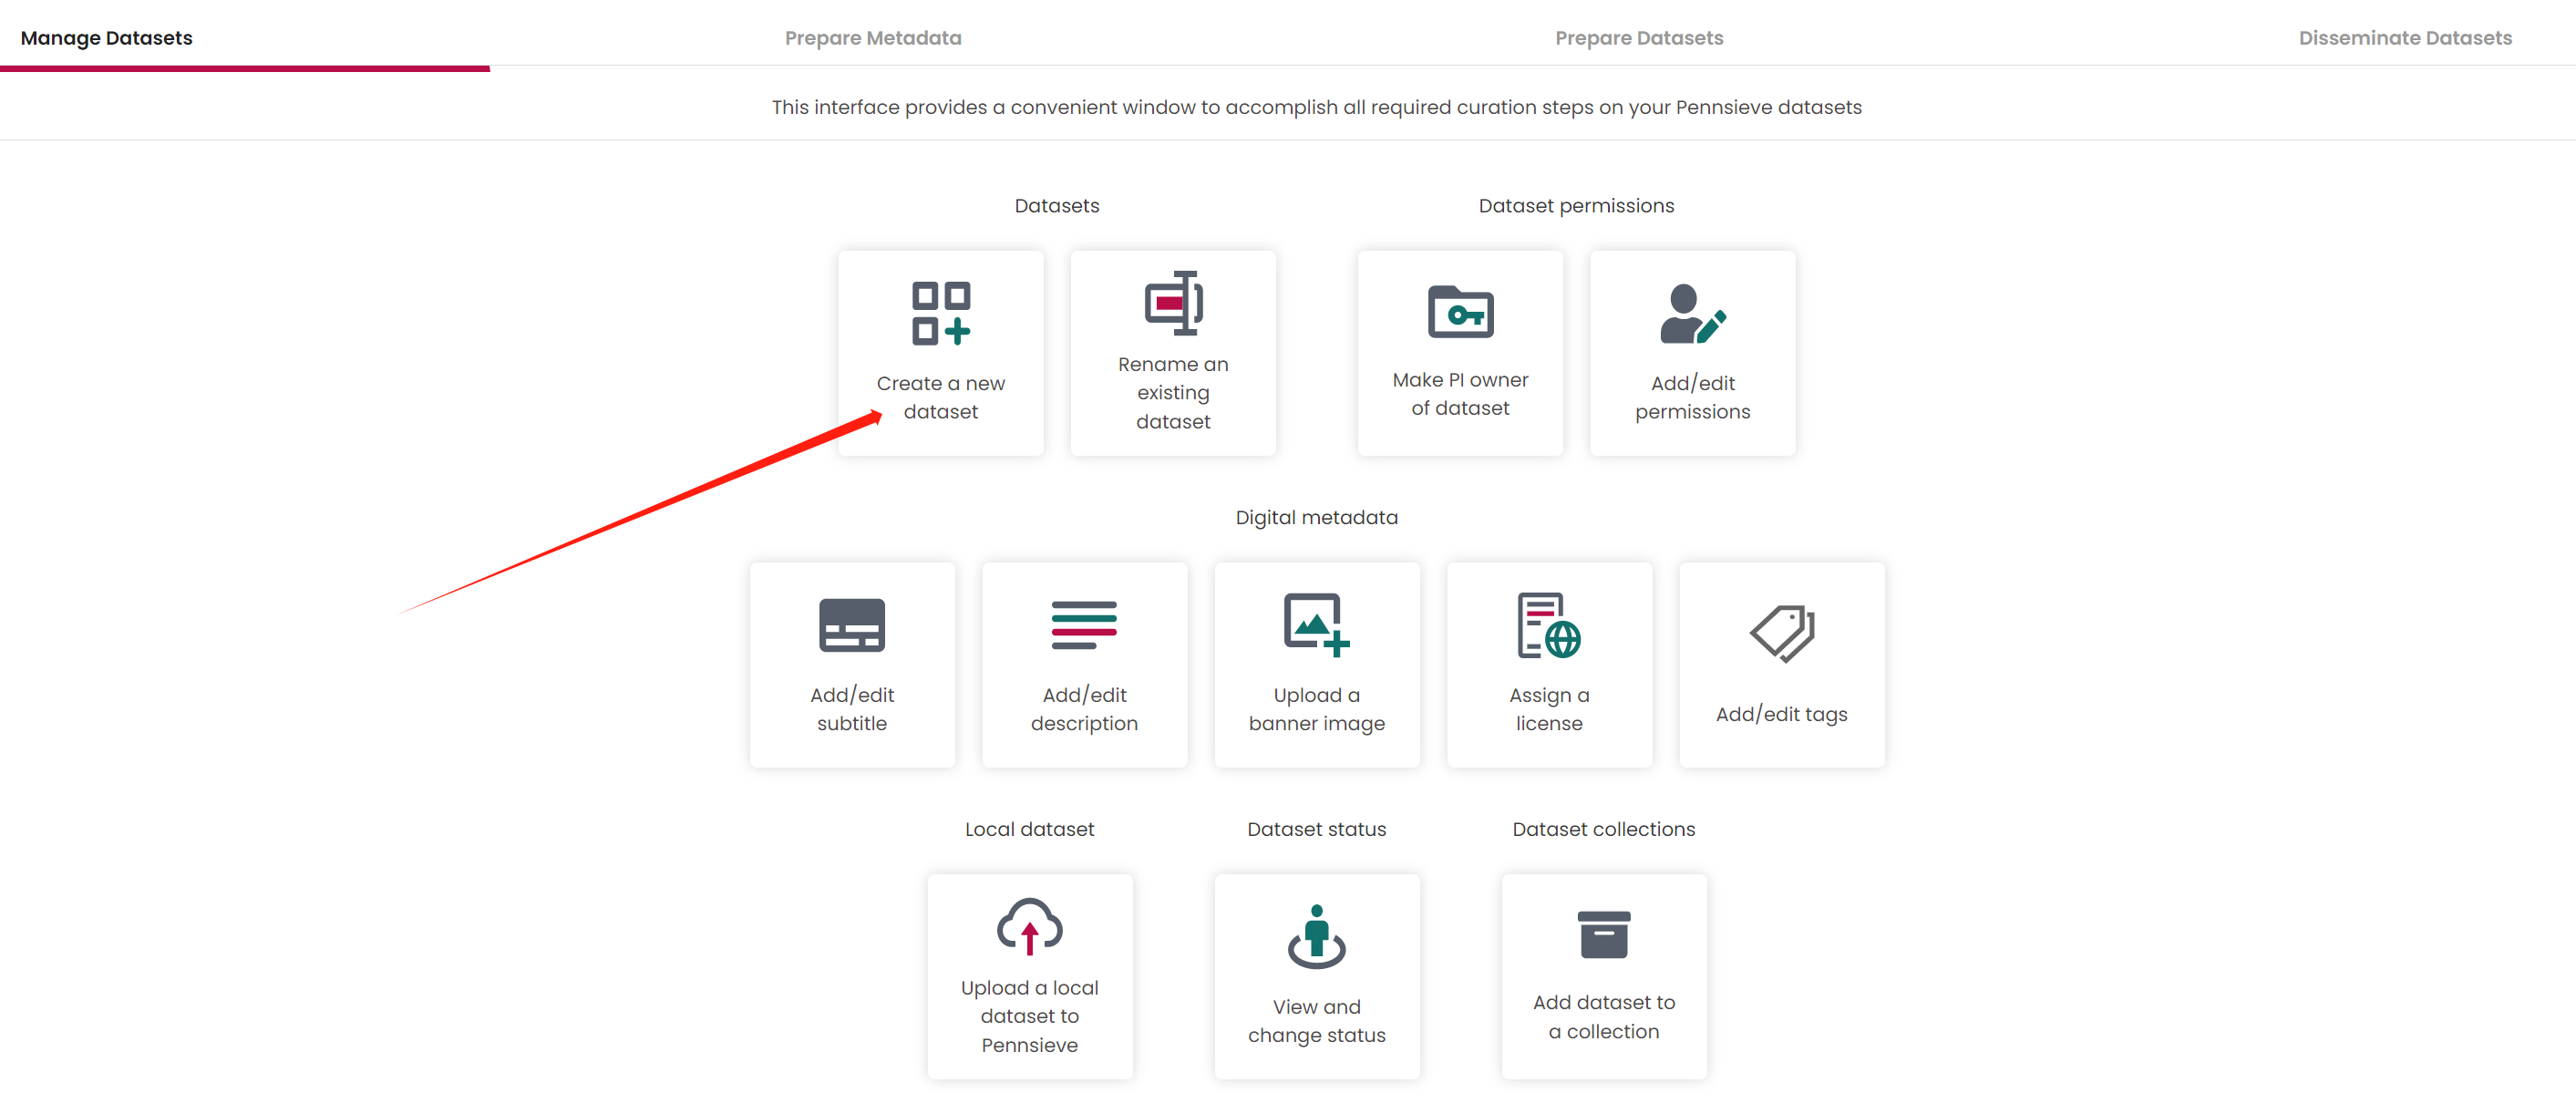 Manage Datasets
Prepare Metadata
Prepare Datasets
Disseminate Datasets
This interface provides a convenient window to accomplish all required curation steps on your Pennsieve datasets
Datasets
Dataset permissions
Create a new
dataset
Rename an
existing
dataset
Make PI owner
of dataset
Add/edit
permissions
Digital metadata
Add/edit
subtitle
Add/edit
description
Upload a
banner image
Assign a
license
Add/edit tags
Local dataset
Dataset status
Dataset collections
Upload a local
dataset to
Pennsieve
View and
change status
Add dataset to
a collection